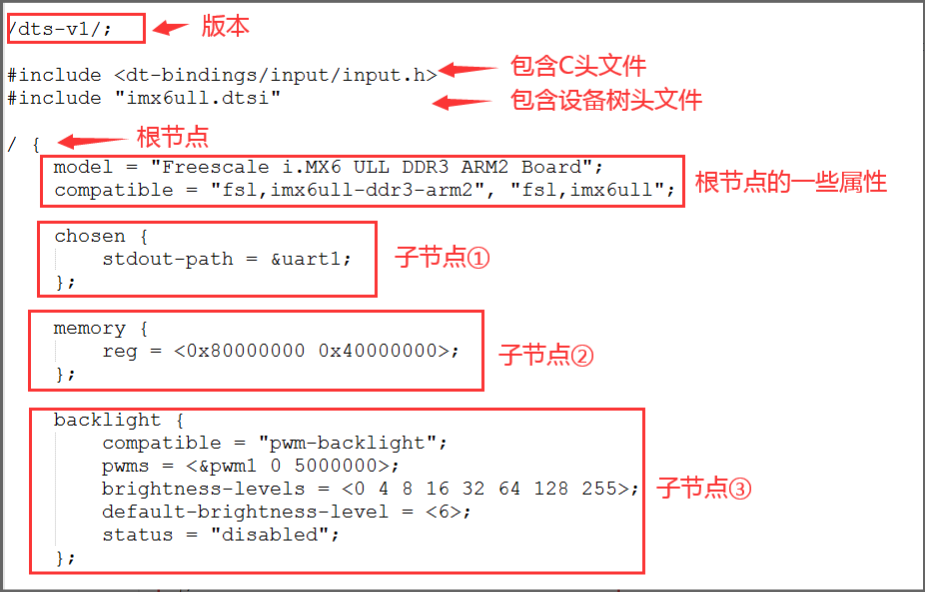 /dts-v1/; 版本
#include <dt-bindings/input/input.h> 包含C头文件
#include "imx6ull.dtsi" 包含设备树头文件
/ { 根节点
model = "Freescale i.MX6 ULL DDR3 ARM2 Board";
compatible = "fsl,imx6ull-ddr3-arm2", "fsl,imx6ull";
根节点的一些属性
chosen {
stdout-path = &uart1;
};
子节点①
memory {
reg = <0x80000000 0x40000000>;
};
子节点②
backlight {
compatible = "pwm-backlight";
pwms = <&pwm1 0 5000000>;
brightness-levels = <0 4 8 16 32 64 128 255>;
default-brightness-level = <6>;
status = "disabled";
};
子节点③